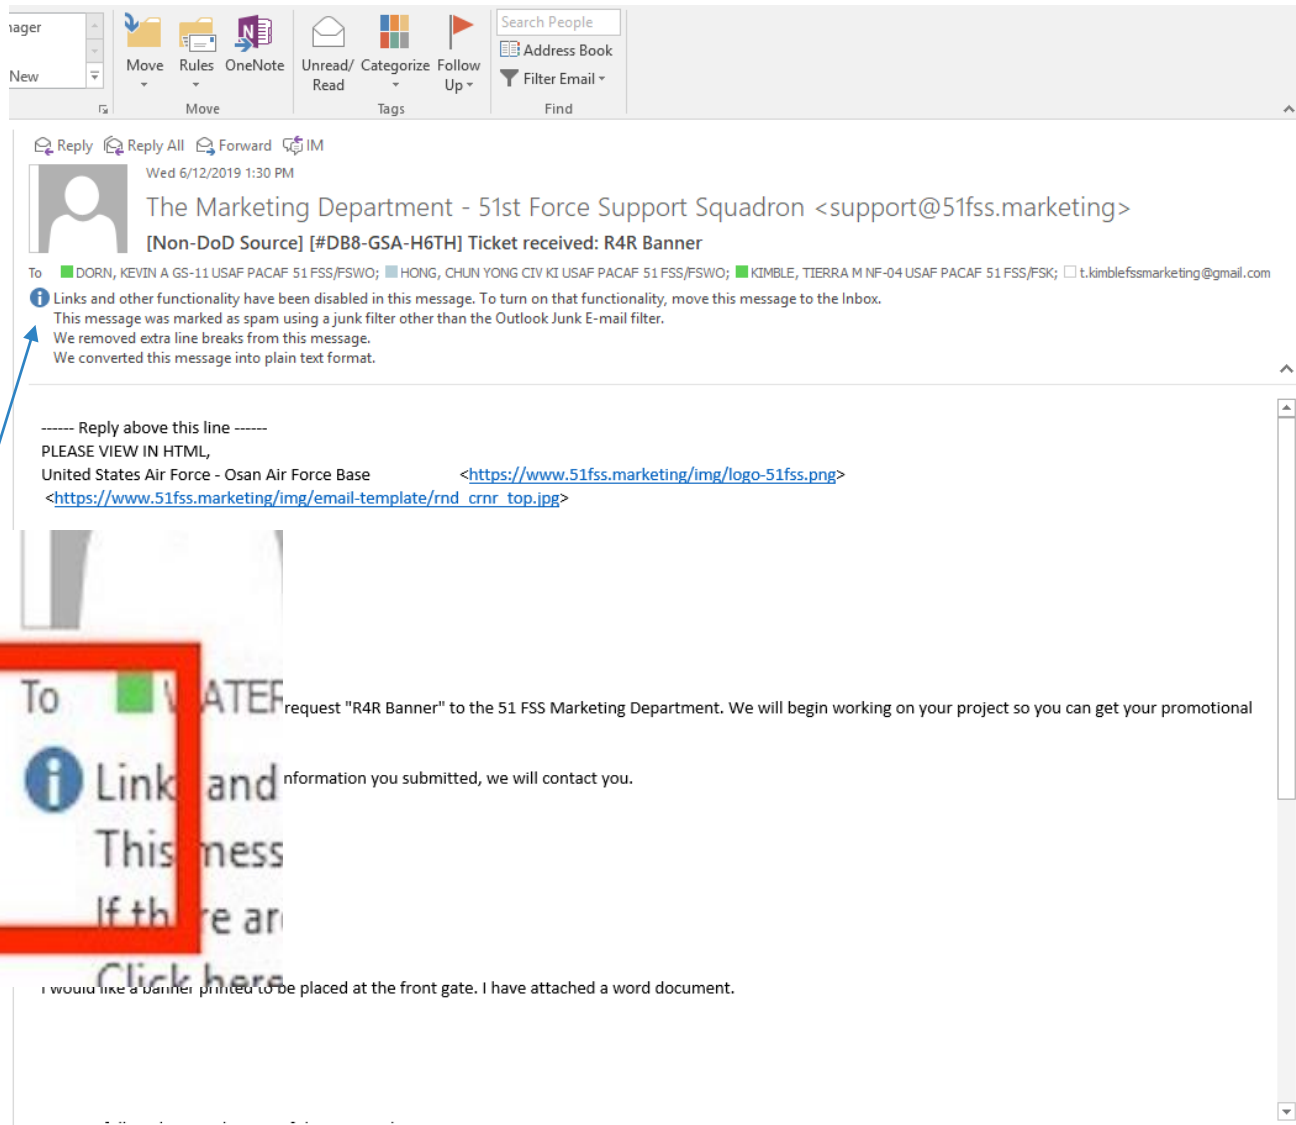 nager
New
Move
Rules
OneNote
Unread/
Read
Categorize
Follow
Up
Search People
Address Book
Filter Email
Move
Tags
Find
Reply Reply All Forward IM
Wed 6/12/2019 1:30 PM
The Marketing Department - 51st Force Support Squadron <support@51fss.marketing>
[Non-DoD Source] [#DB8-GSA-H6TH] Ticket received: R4R Banner
To DORN, KEVIN A GS-11 USAF PACAF 51 FSS/FSWO; HONG, CHUN YONG CIV KI USAF PACAF 51 FSS/FSWO; KIMBLE, TIERRA M NF-04 USAF PACAF 51 FSS/FSK; t.kimblefssmarketing@gmail.com
Links and other functionality have been disabled in this message. To turn on that functionality, move this message to the Inbox.
This message was marked as spam using a junk filter other than the Outlook Junk E-mail filter.
We removed extra line breaks from this message.
We converted this message into plain text format.
------ Reply above this line ------
PLEASE VIEW IN HTML,
United States Air Force - Osan Air Force Base <https://www.51fss.marketing/img/logo-51fss.png>
<https://www.51fss.marketing/img/email-template/rnd_crnr_top.jpg>
To WATER
request "R4R Banner" to the 51 FSS Marketing Department. We will begin working on your project so you can get your promotional
Link and
nformation you submitted, we will contact you.
This mess
If th re ar
Click here
I would like a banner printed to be placed at the front gate. I have attached a word document.